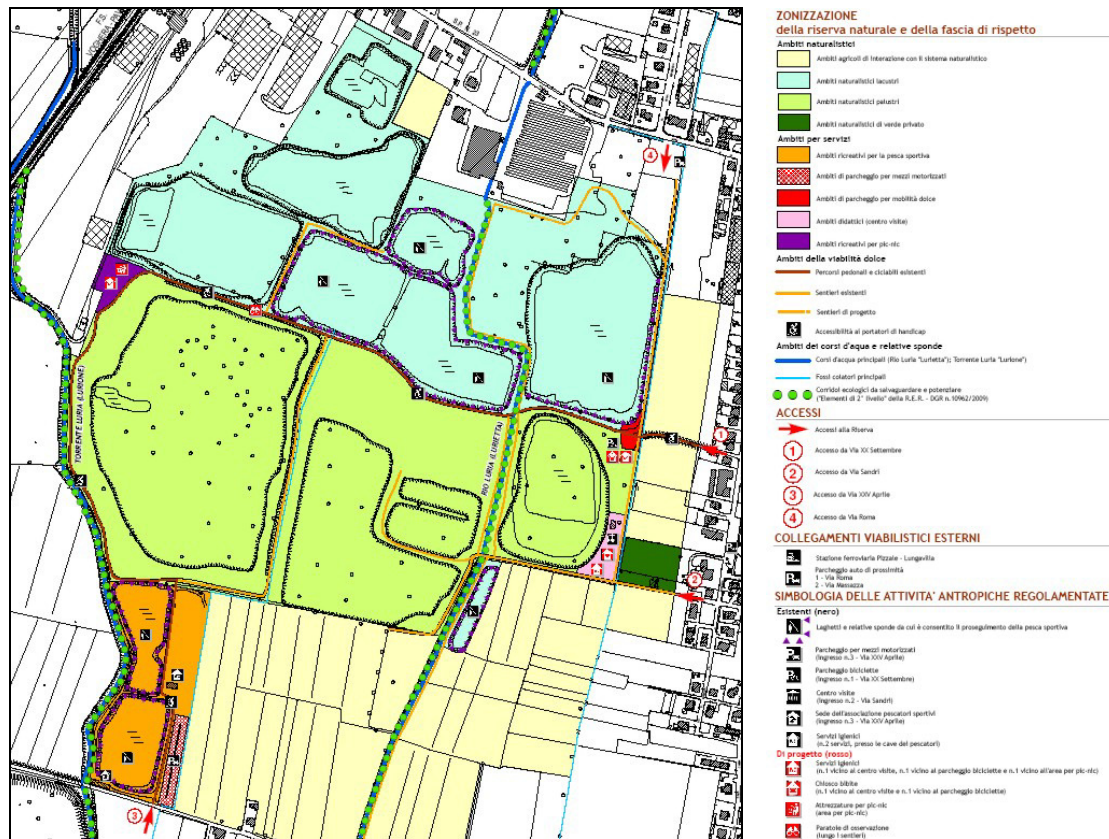 VOGHERA-PA
F.S.
S.P. n. 23
4
TORRENTE LURIA (LURIONE)
RIO LURIA (LURIETTA)
1
2
3
ZONIZZAZIONE
della riserva naturale e della fascia di rispetto
Ambiti naturalistici
Ambiti agricoli di interazione con il sistema naturalistico
Ambiti naturalistici lacustri
Ambiti naturalistici palustri
Ambiti naturalistici di verde privato
Ambiti per servizi
Ambiti ricreativi per la pesca sportiva
Ambiti di parcheggio per mezzi motorizzati
Ambiti di parcheggio per mobilità dolce
Ambiti didattici (centro visite)
Ambiti ricreativi per pic-nic
Ambiti della viabilità dolce
Percorsi pedonali e ciclabili esistenti
Sentieri esistenti
Sentieri di progetto
Accessibilità ai portatori di handicap
Ambiti dei corsi d'aqua e relative sponde
Corsi d'acqua principali (Rio Luria "Lurietta"; Torrente Luria "Lurione")
Fossi colatori principali
Corridoi ecologici da salvaguardare e potenziare
("Elementi di 2° livello" della R.E.R. - DGR n.10962/2009)
ACCESSI
Accessi alla Riserva
1 Accesso da Via XX Settembre
2 Accesso da Via Sandri
3 Accesso da Via XXV Aprile
4 Accesso da Via Roma
COLLEGAMENTI VIABILISTICI ESTERNI
Stazione ferroviaria Pizzale - Lungavilla
Parcheggio auto di prossimità
1 - Via Roma
2 - Via Massazza
SIMBOLOGIA DELLE ATTIVITA' ANTROPICHE REGOLAMENTATE
Esistenti (nero)
Laghetti e relative sponde da cui è consentito il proseguimento della pesca sportiva
Parcheggio per mezzi motorizzati
(Ingresso n.3 - Via XXV Aprile)
Parcheggio biciclette
(Ingresso n.1 - Via XX Settembre)
Centro visite
(Ingresso n.2 - Via Sandri)
Sede dell'associazione pescatori sportivi
(Ingresso n.3 - Via XXV Aprile)
Servizi igienici
(n.2 servizi, presso le cave dei pescatori)
Di progetto (rosso)
Servizi igienici
(n.1 vicino al centro visite, n.1 vicino al parcheggio biciclette e n.1 vicino all'area per pic-nic)
Chiosco bibite
(n.1 vicino al centro visite e n.1 vicino al parcheggio biciclette)
Attrezzature per pic-nic
(area per pic-nic)
Paratoie di osservazione
(lungo i sentieri)